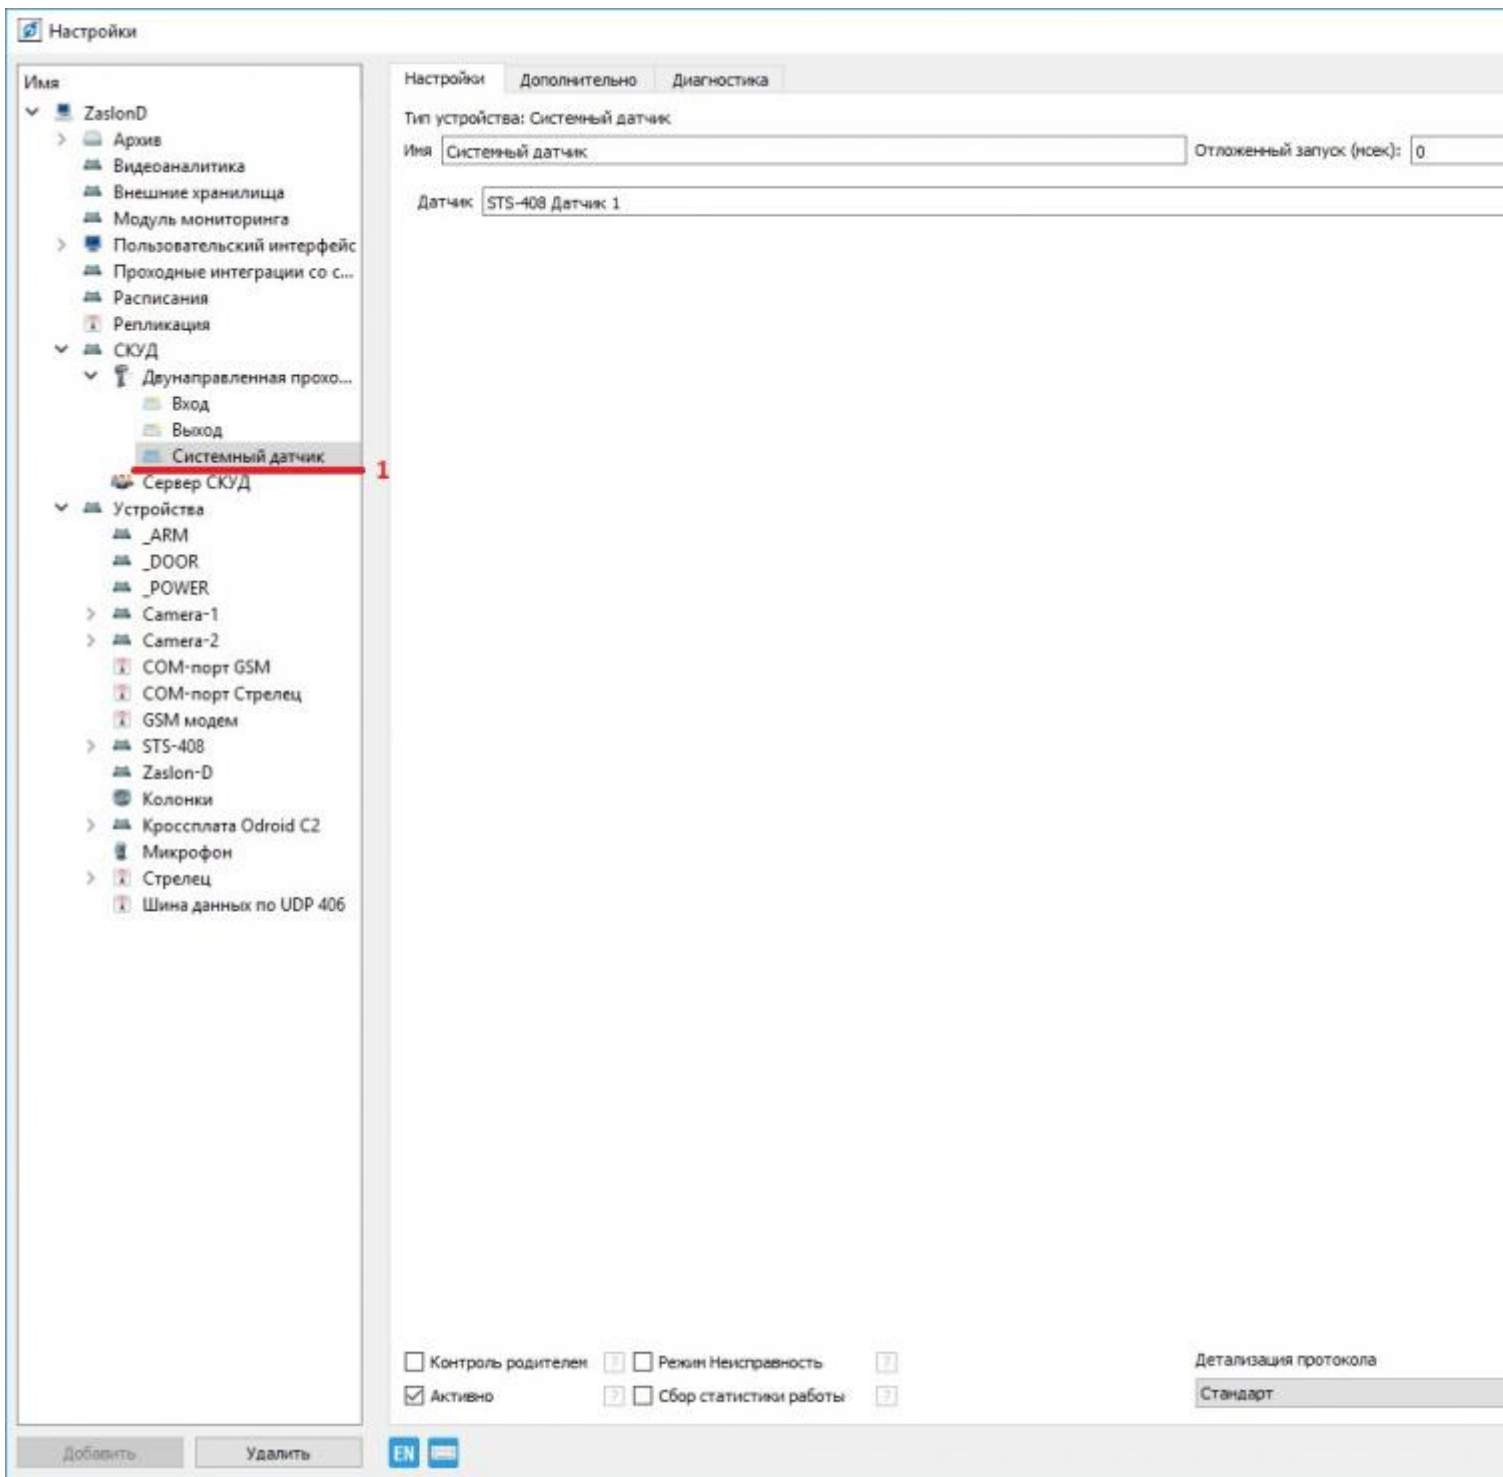 Настройки
Имя
ZaslonD
Архив
Видеоаналитика
Внешние хранилища
Модуль мониторинга
Пользовательский интерфейс
Проходные интеграции со с...
Расписания
Репликация
СКУД
Двунаправленная прохо...
Вход
Выход
Системный датчик
1
Сервер СКУД
Устройства
_ARM
_DOOR
_POWER
Camera-1
Camera-2
COM-порт GSM
COM-порт Стрелец
GSM модем
STS-408
Zaslon-D
Колонки
Кроссплата Odroid C2
Микрофон
Стрелец
Шина данных по UDP 406
Добавить Удалить
Настройки Дополнительно Диагностика
Тип устройства: Системный датчик
Имя Системный датчик Отложенный запуск (мсек): 0
Датчик STS-408 Датчик 1
Контроль родителем ? Режим Неисправность ? Детализация протокола
Активно ? Сбор статистики работы ? Стандарт
EN